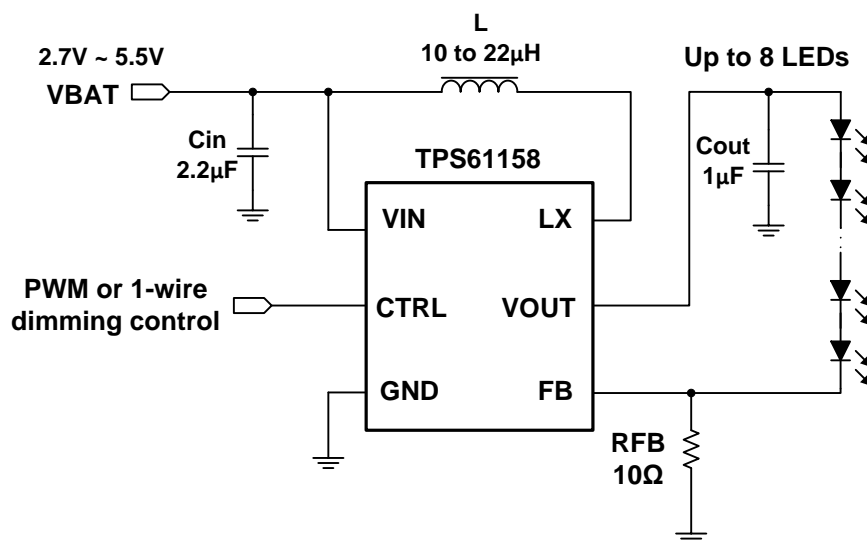 L
10 to 22µH
2.7V ~ 5.5V
VBAT
Up to 8 LEDs
Cin
2.2µF
TPS61158
Cout
1µF
VIN
LX
PWM or 1-wire
dimming control
CTRL
VOUT
GND
FB
RFB
10Ω